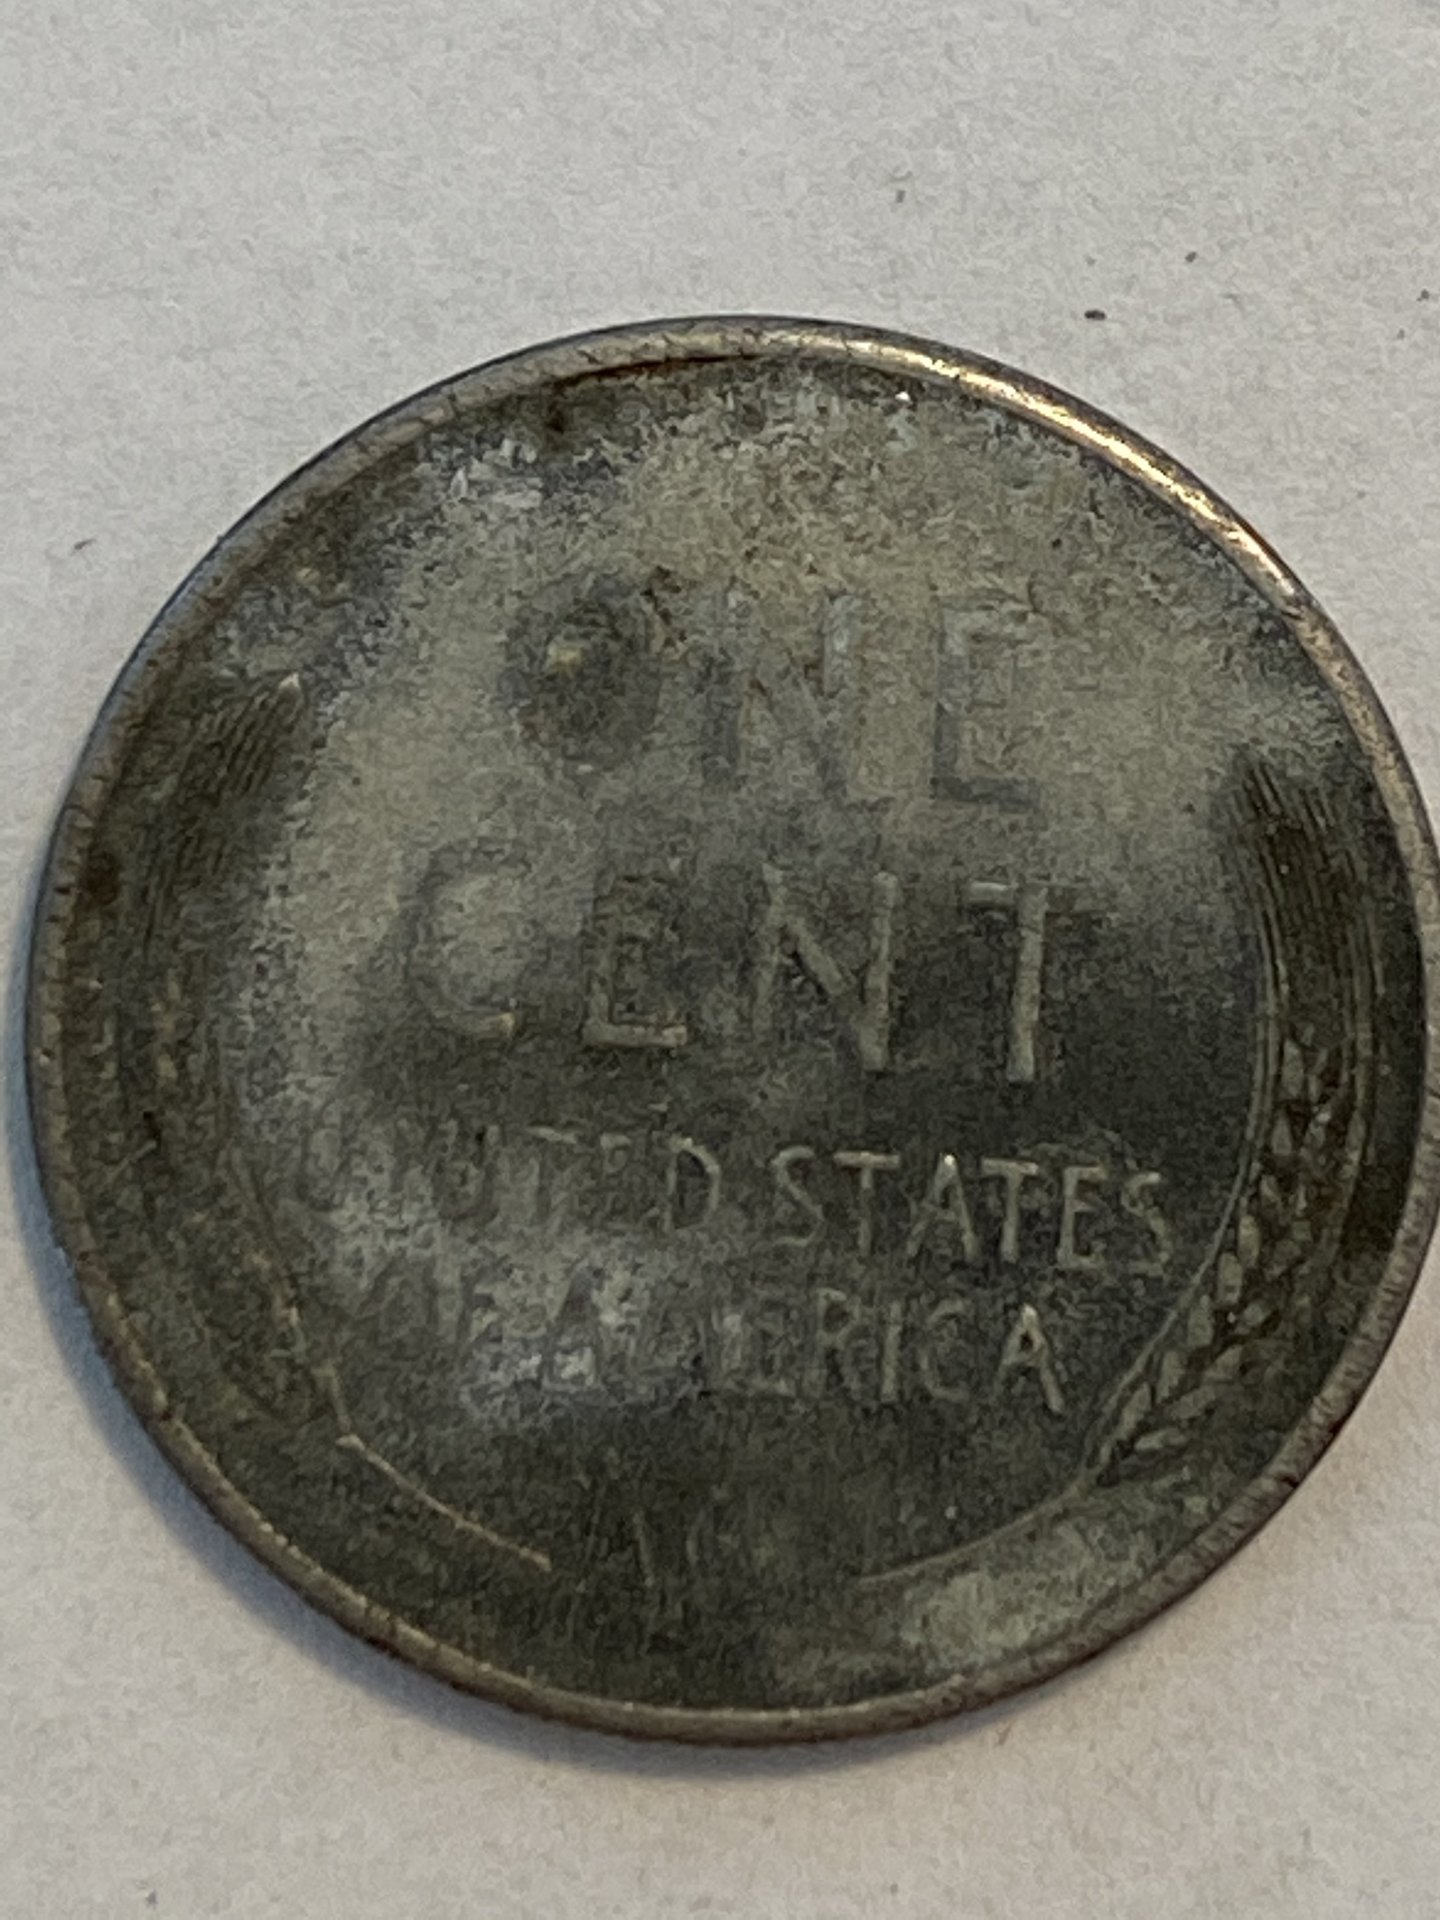 ONE
CENT
UNITED STATES
OF AMERICA